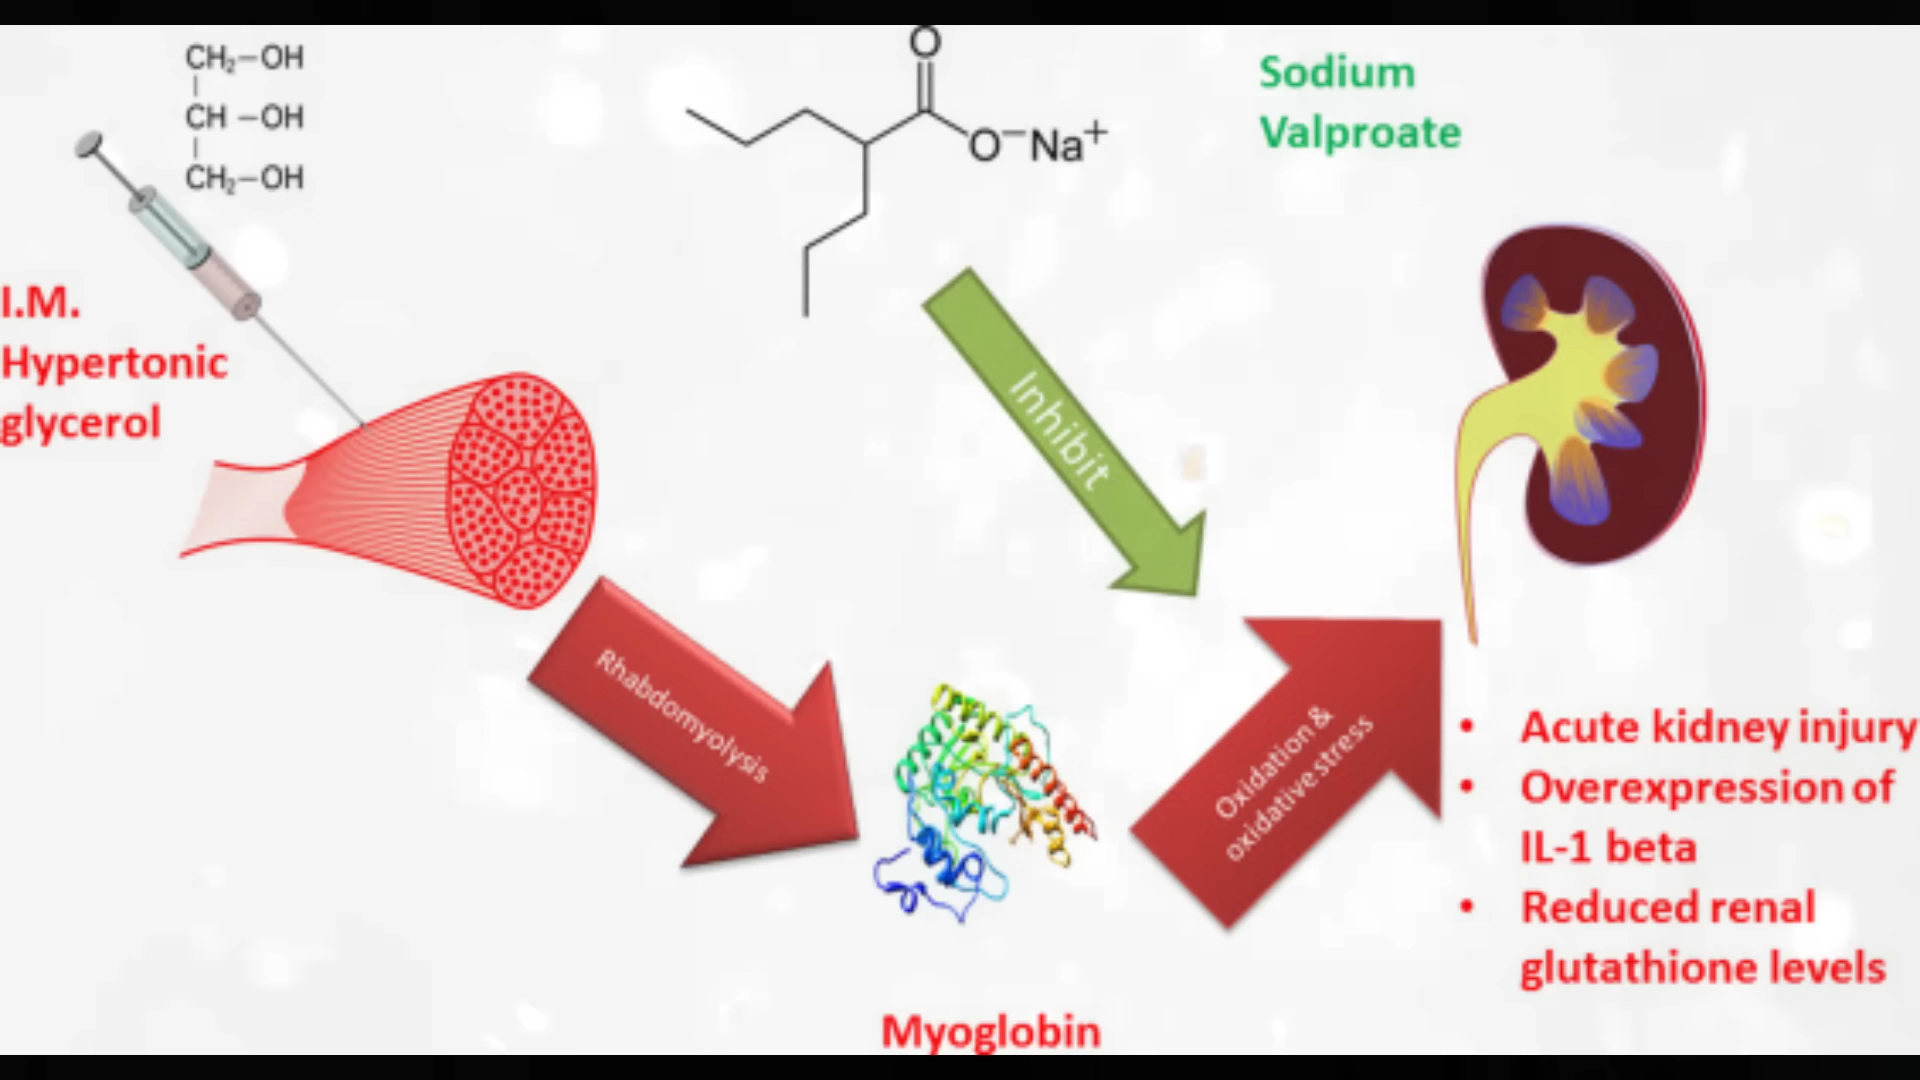 CH₂–OH
CH –OH
CH₂–OH
O
O⁻Na⁺
Sodium
Valproate
I.M.
Hypertonic
glycerol
Inhibit
Rhabdomyolysis
Oxidation &
oxidative stress
• Acute kidney injury
• Overexpression of
IL-1 beta
• Reduced renal
glutathione levels
Myoglobin